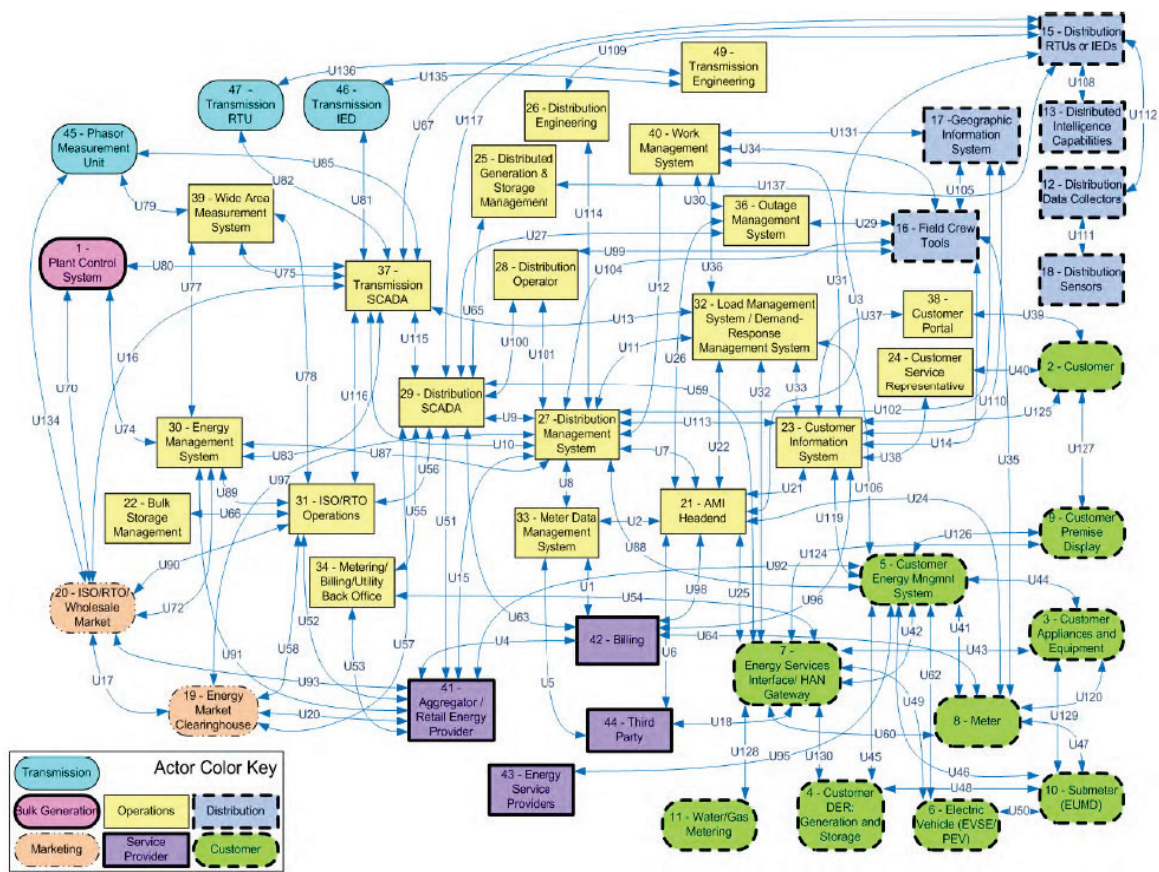 15 - Distribution
RTUs or IEDs
U109
49 -
Transmission
Engineering
U136
U135
U108
47 -
Transmission
RTU
46 -
Transmission
IED
26 - Distribution
Engineering
U67
U117
17 -Geographic
Information
System
13 - Distributed
Intelligence
Capabilities
U112
45 - Phasor
Measurement
Unit
40 - Work
Management
System
U131
U34
25 - Distributed
Generation &
Storage
Management
U85
U82
U81
U137
U105
12 - Distribution
Data Collectors
U79
39 - Wide Area
Measurement
System
U30
36 - Outage
Management
System
U29
U114
U27
U99
16 - Field Crew
Tools
U111
1 -
Plant Control
System
U80
U75
37 -
Transmission
SCADA
28 - Distribution
Operator
U104
U36
18 - Distribution
Sensors
U77
U12
U31
U3
U65
32 - Load Management
System / Demand-
Response
Management System
38 -
Customer
Portal
U37
U39
U13
U16
U115
U100
U101
U11
U26
U78
U70
U59
U32
U33
24 - Customer
Service
Representative
U40
2 - Customer
U134
U116
29 - Distribution
SCADA
U9
27 -Distribution
Management
System
U102
U110
U125
U113
23 - Customer
Information
System
U14
U74
30 - Energy
Management
System
U83
U87
U10
U22
U38
U127
U97
U56
U7
U35
U89
U66
U8
U21
U106
22 - Bulk
Storage
Management
31 - ISO/RTO
Operations
U55
U51
21 - AMI
Headend
U24
33 - Meter Data
Management
System
U2
U119
9 - Customer
Premise
Display
U126
U90
34 - Metering/
Billing/Utility
Back Office
U88
U124
U92
5 - Customer
Energy Mngmnt
System
20 - ISO/RTO/
Wholesale
Market
U72
U15
U1
U98
U25
U96
U54
U44
U52
U63
U4
42 - Billing
U64
U42
U41
3 - Customer
Appliances and
Equipment
U58
U57
U53
U6
7 -
Energy Services
Interface/ HAN
Gateway
U43
U91
U93
U5
U62
U17
U120
19 - Energy
Market
Clearinghouse
U20
41 -
Aggregator /
Retail Energy
Provider
44 - Third
Party
U18
U49
8 - Meter
U129
U60
U128
U130
U95
U47
43 - Energy
Service
Providers
U45
U46
U48
11 - Water/Gas
Metering
4 - Customer
DER:
Generation and
Storage
6 - Electric
Vehicle (EVSE/
PEV)
U50
10 - Submeter
(EUMD)
Actor Color Key
Transmission
Bulk Generation
Operations
Distribution
Marketing
Service
Provider
Customer